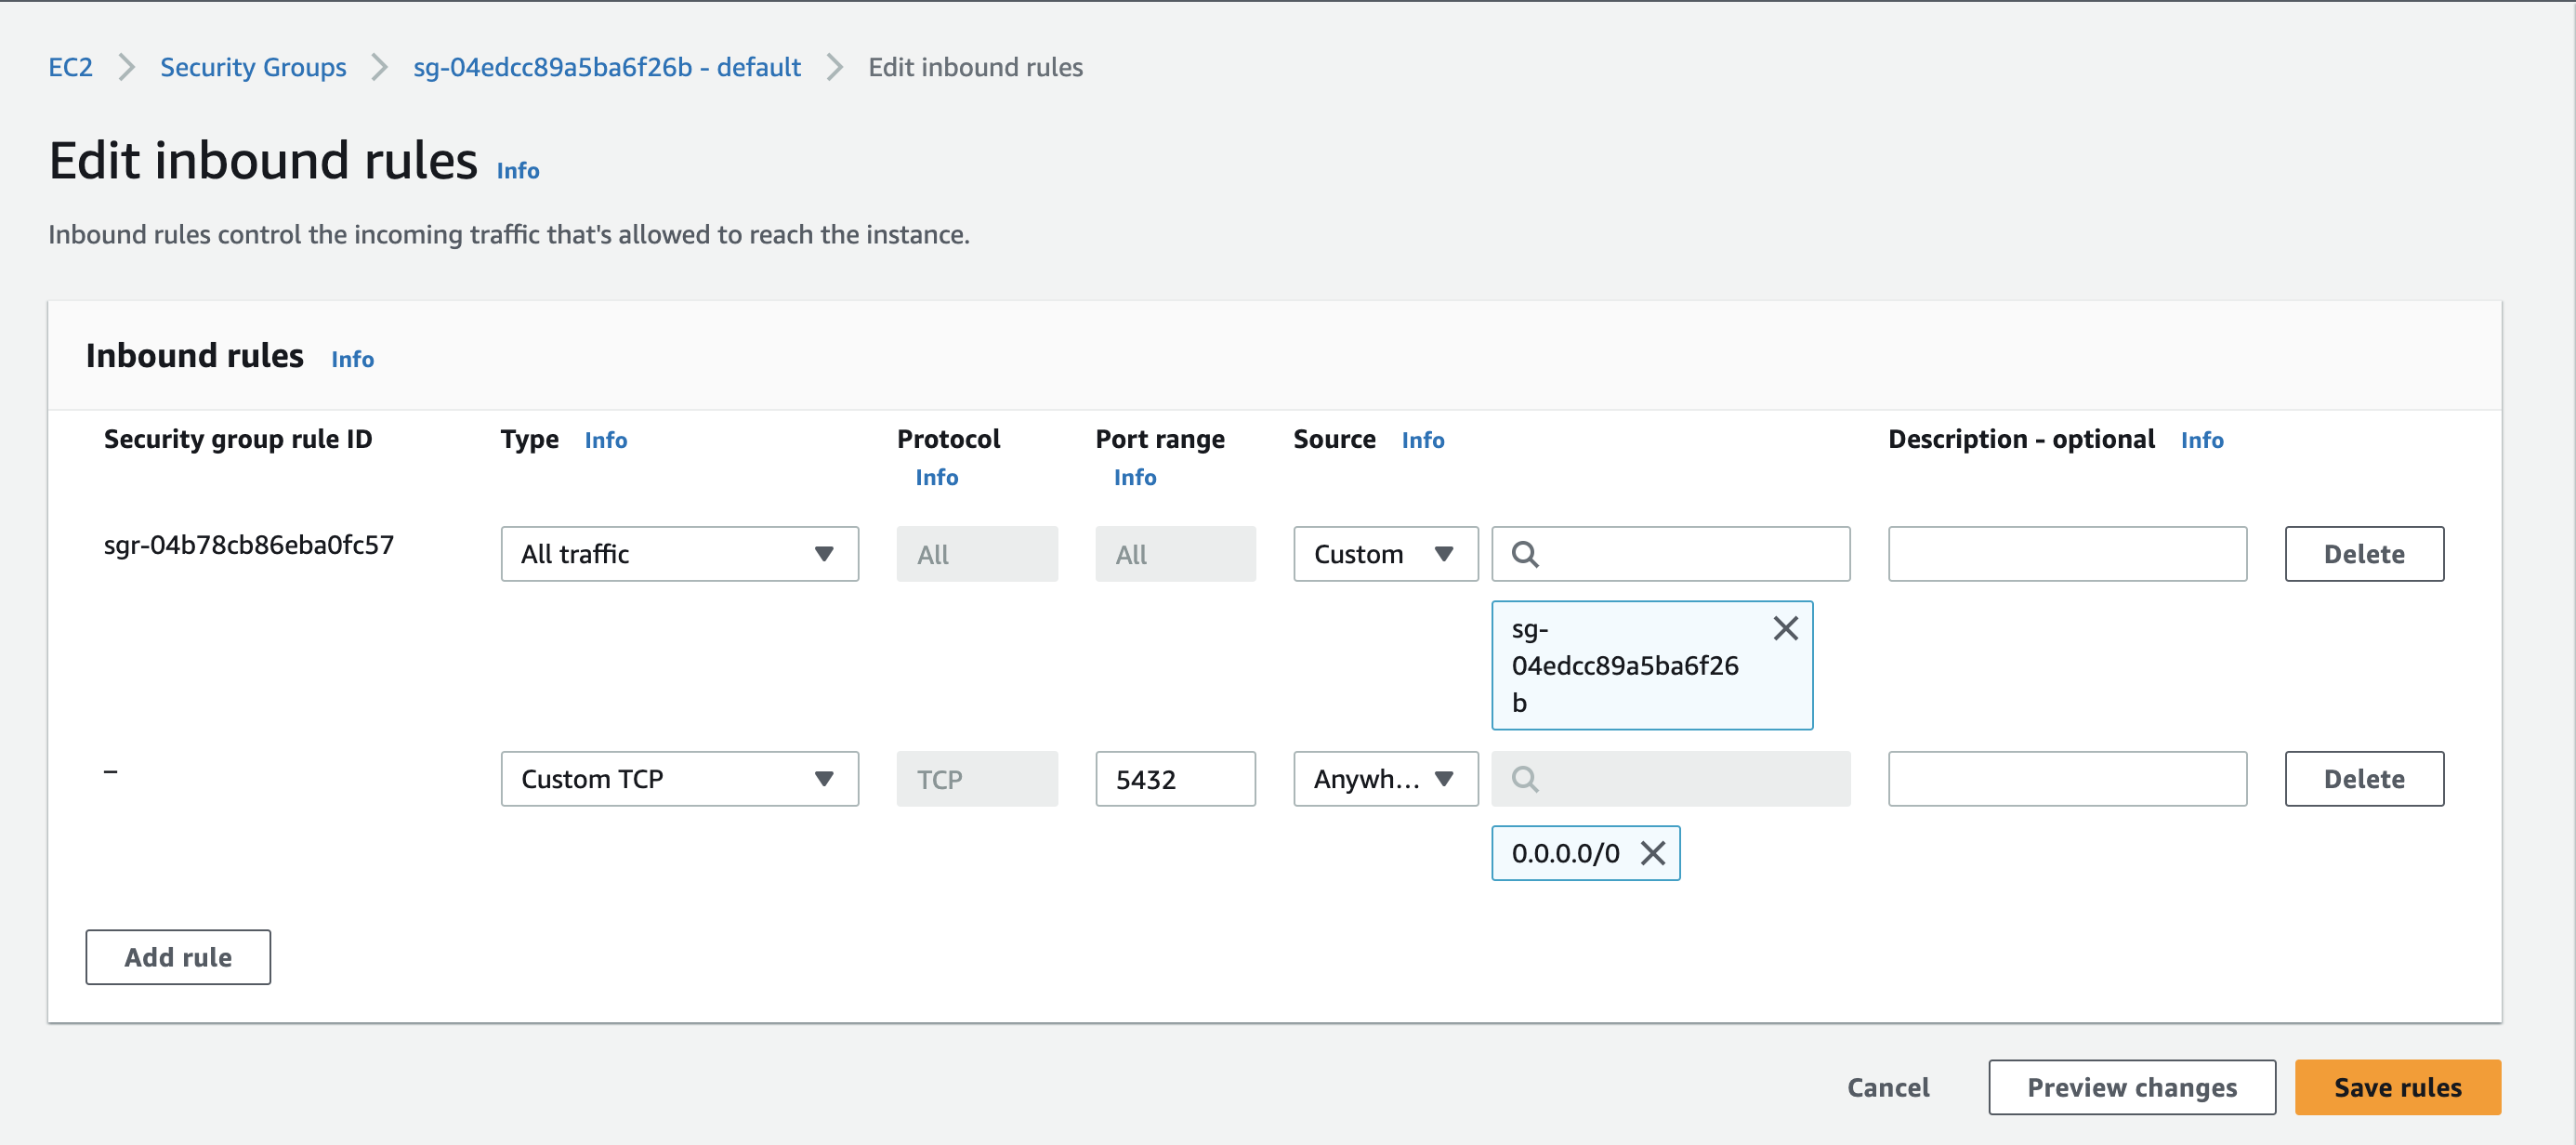 EC2 > Security Groups > sg-04edcc89a5ba6f26b - default > Edit inbound rules
Edit inbound rules Info
Inbound rules control the incoming traffic that's allowed to reach the instance.
Inbound rules Info
Security group rule ID Type Info Protocol Info Port range Info Source Info Description - optional Info
sgr-04b78cb86eba0fc57 All traffic All All Custom Delete
sg-
04edcc89a5ba6f26
b
– Custom TCP TCP 5432 Anywh... Delete
0.0.0.0/0
Add rule
Cancel Preview changes Save rules